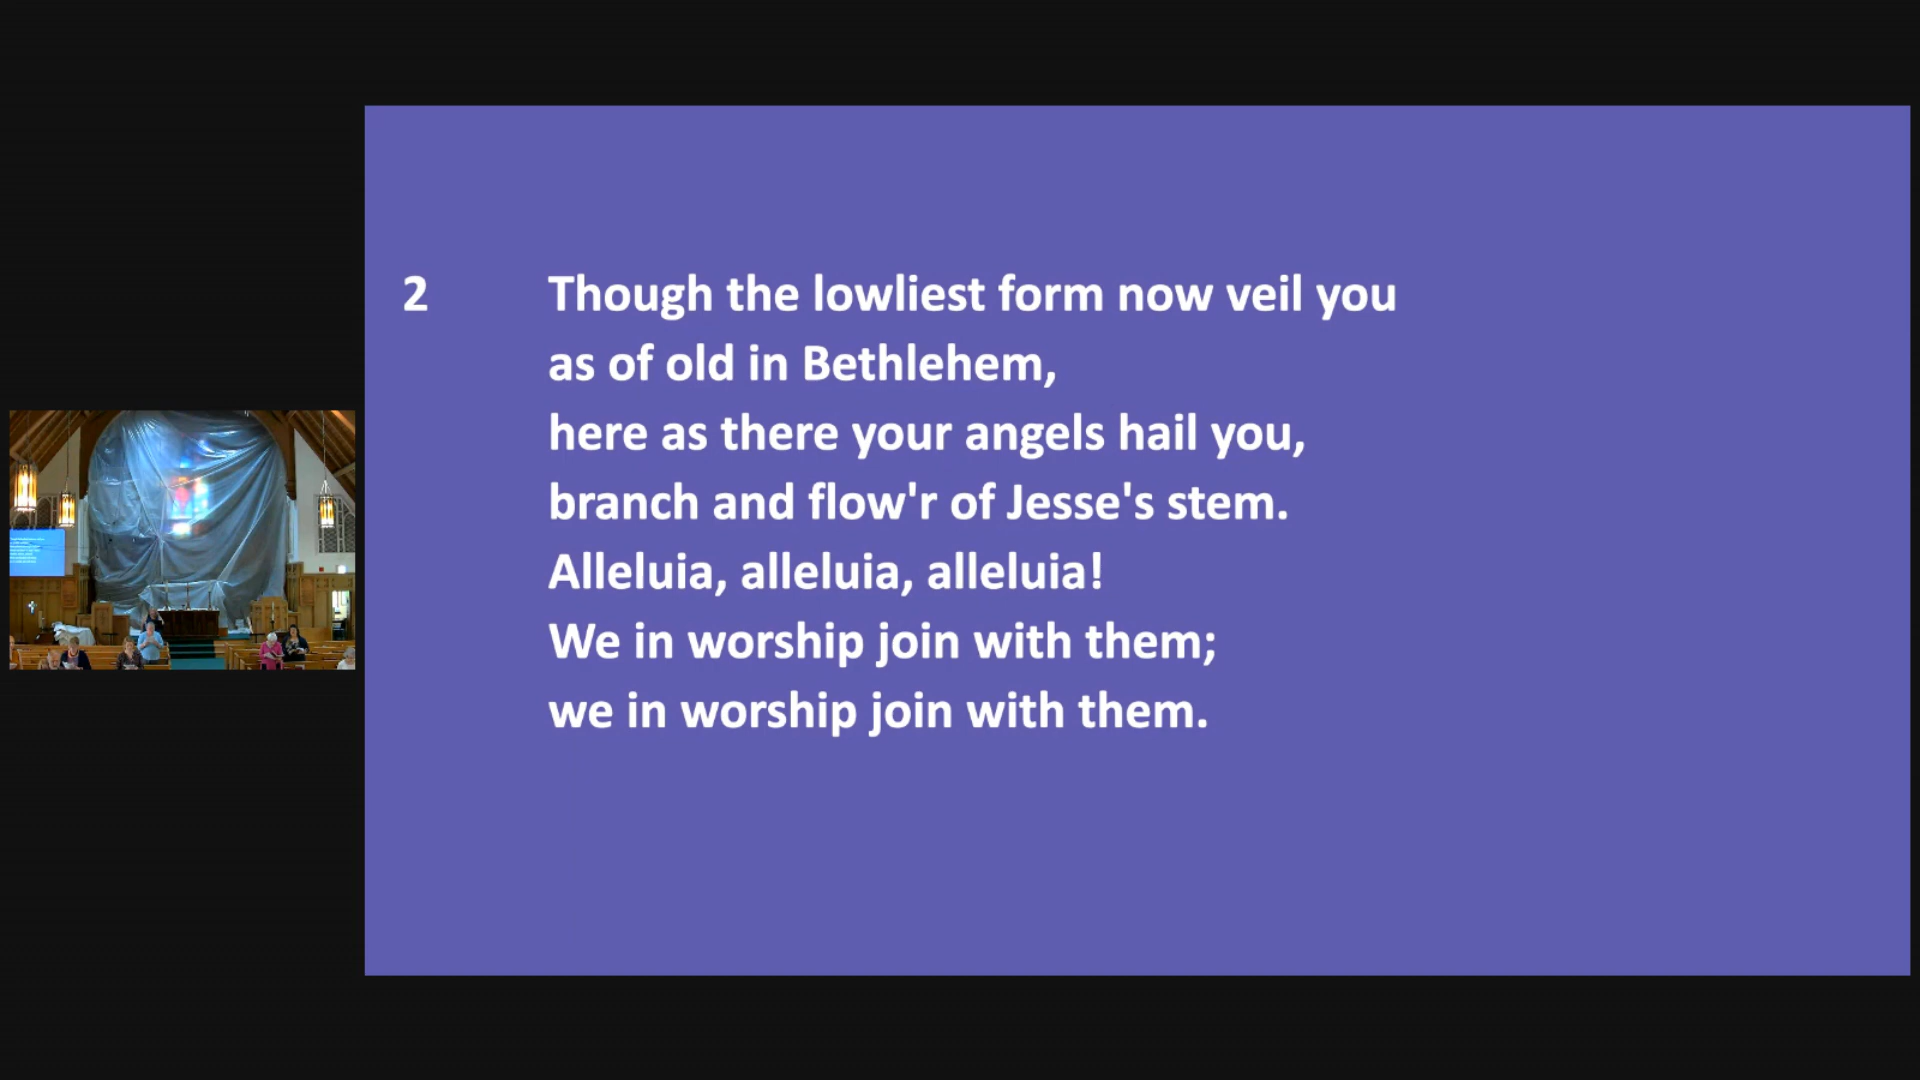 2 Though the lowliest form now veil you
as of old in Bethlehem,
here as there your angels hail you,
branch and flow'r of Jesse's stem.
Alleluia, alleluia, alleluia!
We in worship join with them;
we in worship join with them.